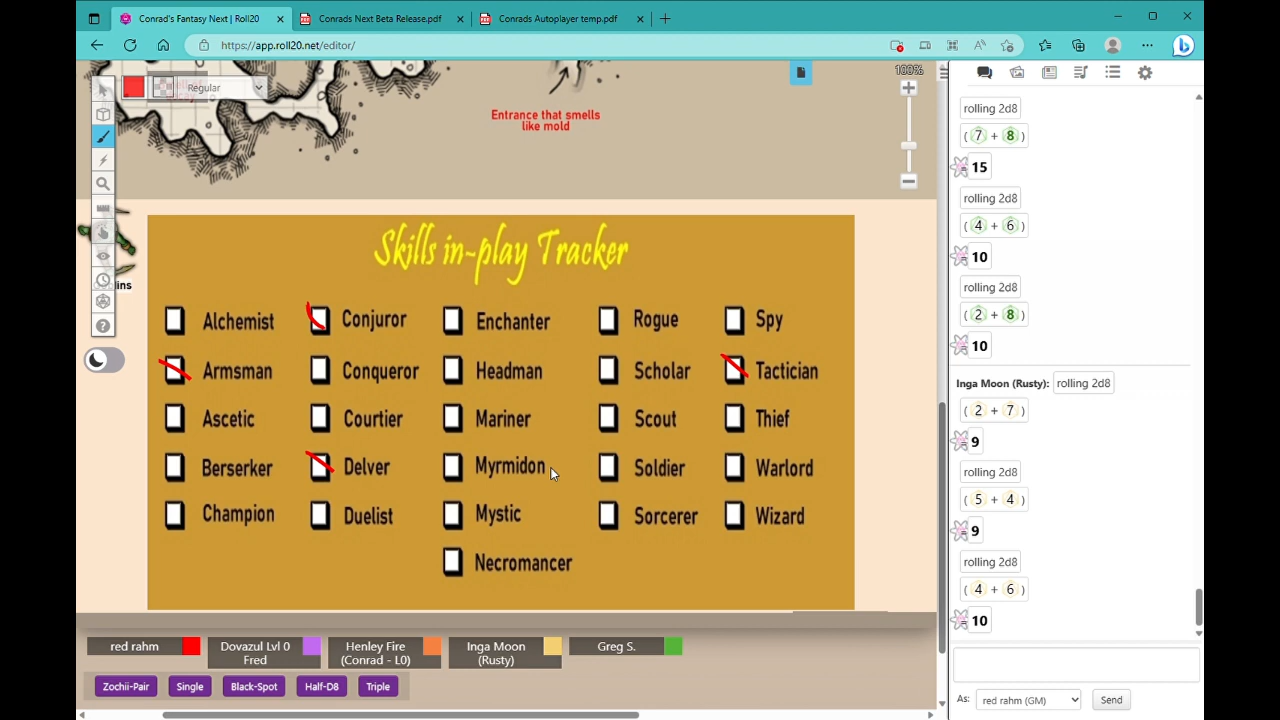 Conrad's Fantasy Next | Roll20
Conrads Next Beta Release.pdf
Conrads Autoplayer temp.pdf
https://app.roll20.net/editor/
Regular
100%
Entrance that smells
like mold
Skills in-play Tracker
Alchemist Conjuror Enchanter Rogue Spy
Armsman Conqueror Headman Scholar Tactician
Ascetic Courtier Mariner Scout Thief
Berserker Delver Myrmidon Soldier Warlord
Champion Duelist Mystic Sorcerer Wizard
Necromancer
red rahm
Dovazul Lvl 0
Fred
Henley Fire
(Conrad - L0)
Inga Moon
(Rusty)
Greg S.
Zochii-Pair Single Black-Spot Half-D8 Triple
rolling 2d8
(7 + 8)
= 15
rolling 2d8
(4 + 6)
= 10
rolling 2d8
(2 + 8)
= 10
Inga Moon (Rusty): rolling 2d8
(2 + 7)
= 9
rolling 2d8
(5 + 4)
= 9
rolling 2d8
(4 + 6)
= 10
As: red rahm (GM) Send